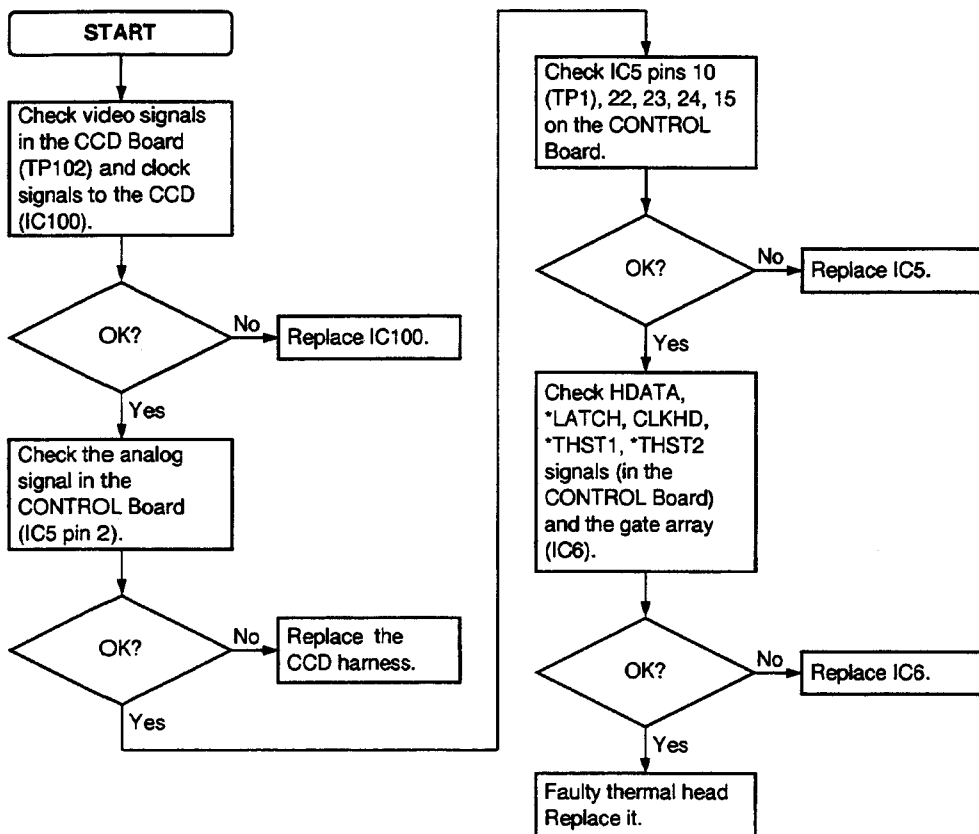 START
Check video signals
in the CCD Board
(TP102) and clock
signals to the CCD
(IC100).
OK?
No
Replace IC100.
Yes
Check the analog
signal in the
CONTROL Board
(IC5 pin 2).
OK?
No
Replace the
CCD harness.
Yes
Check IC5 pins 10
(TP1), 22, 23, 24, 15
on the CONTROL
Board.
OK?
No
Replace IC5.
Yes
Check HDATA,
*LATCH, CLKHD,
*THST1, *THST2
signals (in the
CONTROL Board)
and the gate array
(IC6).
OK?
No
Replace IC6.
Yes
Faulty thermal head
Replace it.